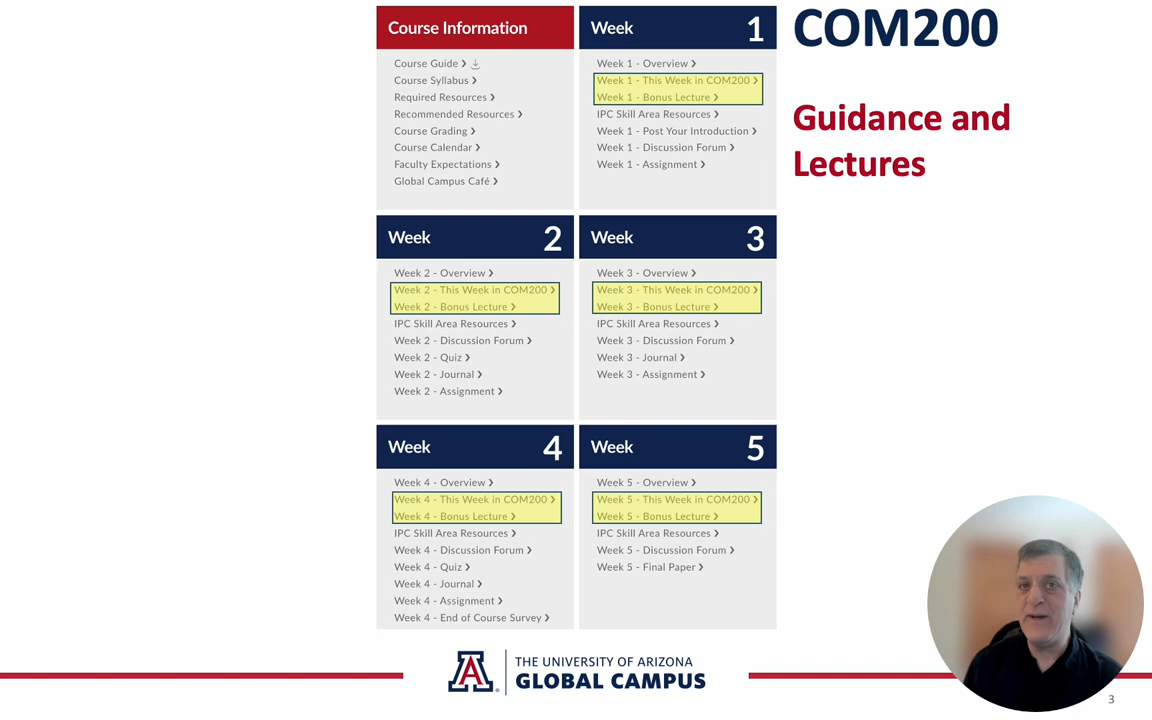 Course Information
Course Guide ❯
Course Syllabus ❯
Required Resources ❯
Recommended Resources ❯
Course Grading ❯
Course Calendar ❯
Faculty Expectations ❯
Global Campus Café ❯
Week 1
Week 1 - Overview ❯
Week 1 - This Week in COM200 ❯
Week 1 - Bonus Lecture ❯
IPC Skill Area Resources ❯
Week 1 - Post Your Introduction ❯
Week 1 - Discussion Forum ❯
Week 1 - Assignment ❯
COM200
Guidance and
Lectures
Week 2
Week 2 - Overview ❯
Week 2 - This Week in COM200 ❯
Week 2 - Bonus Lecture ❯
IPC Skill Area Resources ❯
Week 2 - Discussion Forum ❯
Week 2 - Quiz ❯
Week 2 - Journal ❯
Week 2 - Assignment ❯
Week 3
Week 3 - Overview ❯
Week 3 - This Week in COM200 ❯
Week 3 - Bonus Lecture ❯
IPC Skill Area Resources ❯
Week 3 - Discussion Forum ❯
Week 3 - Journal ❯
Week 3 - Assignment ❯
Week 4
Week 4 - Overview ❯
Week 4 - This Week in COM200 ❯
Week 4 - Bonus Lecture ❯
IPC Skill Area Resources ❯
Week 4 - Discussion Forum ❯
Week 4 - Quiz ❯
Week 4 - Journal ❯
Week 4 - Assignment ❯
Week 4 - End of Course Survey ❯
Week 5
Week 5 - Overview ❯
Week 5 - This Week in COM200 ❯
Week 5 - Bonus Lecture ❯
IPC Skill Area Resources ❯
Week 5 - Discussion Forum ❯
Week 5 - Final Paper ❯
A
THE UNIVERSITY OF ARIZONA
GLOBAL CAMPUS
3